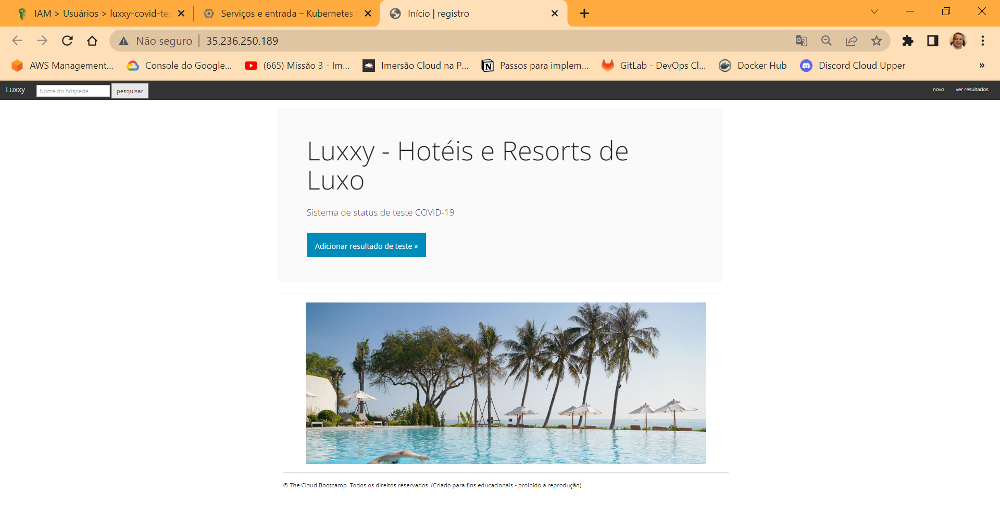 IAM > Usuários > luxxy-covid-tes
Serviços e entrada – Kubernetes
Início | registro
Não seguro
35.236.250.189
AWS Management...
Console do Google...
(665) Missão 3 - Im...
Imersão Cloud na P...
Passos para implem...
GitLab - DevOps Cl...
Docker Hub
Discord Cloud Upper
»
Luxxy
Nome do hóspede...
pesquisar
novo
ver resultados
Luxxy - Hotéis e Resorts de
Luxo
Sistema de status de teste COVID-19
Adicionar resultado de teste »
© The Cloud Bootcamp. Todos os direitos reservados. (Criado para fins educacionais - proibido a reprodução)